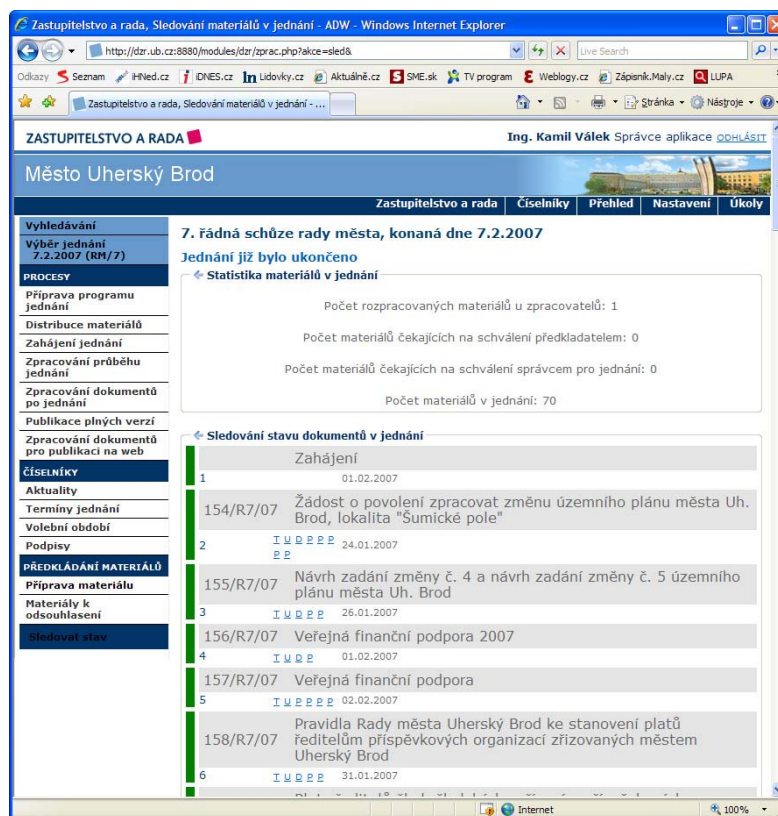 Zastupitelstvo a rada, Sledování materiálů v jednání - ADW - Windows Internet Explorer
http://dzr.ub.cz:8880/modules/dzr/zprac.php?akce=sled&
Live Search
Odkazy Seznam iHNed.cz iDNES.cz Lidovky.cz Aktuálně.cz SME.sk TV program Weblogy.cz Zápisník.Maly.cz LUPA
Zastupitelstvo a rada, Sledování materiálů v jednání - ...
Stránka Nástroje
ZASTUPITELSTVO A RADA
Ing. Kamil Válek Správce aplikace ODHLÁSIT
Město Uherský Brod
Zastupitelstvo a rada Číselníky Přehled Nastavení Úkoly
Vyhledávání
Výběr jednání
7.2.2007 (RM/7)
PROCESY
Příprava programu
jednání
Distribuce materiálů
Zahájení jednání
Zpracování průběhu
jednání
Zpracování dokumentů
po jednání
Publikace plných verzí
Zpracování dokumentů
pro publikaci na web
ČÍSELNÍKY
Aktuality
Termíny jednání
Volební období
Podpisy
PŘEDKLÁDÁNÍ MATERIÁLŮ
Příprava materiálu
Materiály k
odsouhlasení
Sledovat stav
7. řádná schůze rady města, konaná dne 7.2.2007
Jednání již bylo ukončeno
Statistika materiálů v jednání
Počet rozpracovaných materiálů u zpracovatelů: 1
Počet materiálů čekajících na schválení předkladatelem: 0
Počet materiálů čekajících na schválení správcem pro jednání: 0
Počet materiálů v jednání: 70
Sledování stavu dokumentů v jednání
Zahájení
1 01.02.2007
154/R7/07 Žádost o povolení zpracovat změnu územního plánu města Uh.
Brod, lokalita "Šumické pole"
2 T U D P P P 24.01.2007
P P
155/R7/07 Návrh zadání změny č. 4 a návrh zadání změny č. 5 územního
plánu města Uh. Brod
3 T U D P P 26.01.2007
156/R7/07 Veřejná finanční podpora 2007
4 T U D P 01.02.2007
157/R7/07 Veřejná finanční podpora
5 T U P P P P 02.02.2007
158/R7/07 Pravidla Rady města Uherský Brod ke stanovení platů
ředitelům příspěvkových organizací zřizovaných městem
Uherský Brod
6 T U D P P 31.01.2007
Internet
100%